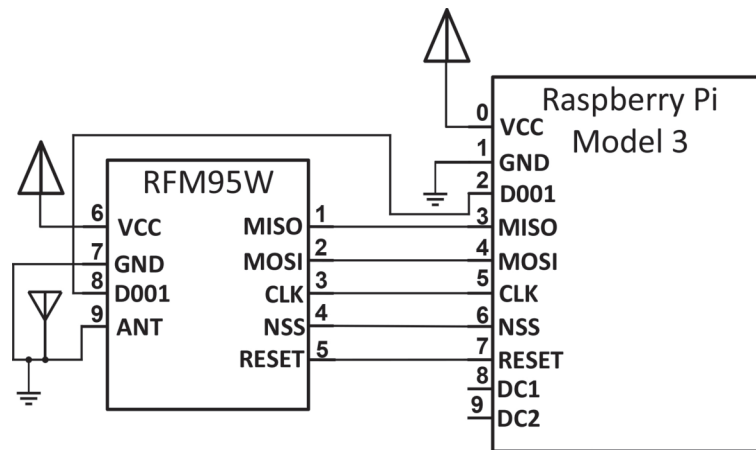 Raspberry Pi
Model 3
0 VCC
1 GND
2 D001
3 MISO
4 MOSI
5 CLK
6 NSS
7 RESET
8 DC1
9 DC2
RFM95W
6 VCC
7 GND
8 D001
9 ANT
MISO 1
MOSI 2
CLK 3
NSS 4
RESET 5